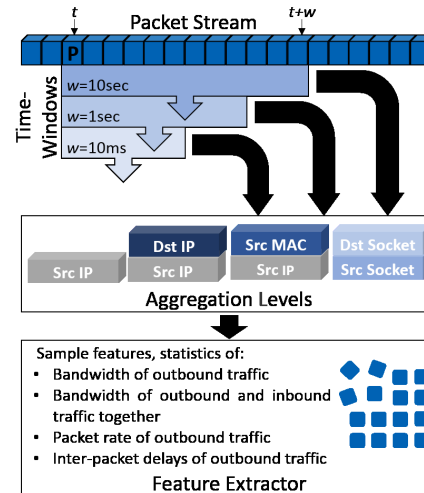 t
Packet Stream
t+w
P
Time-
Windows
w=10sec
w=1sec
w=10ms
Dst IP
Src MAC
Dst Socket
Src IP
Src IP
Src IP
Src Socket
Aggregation Levels
Sample features, statistics of:
▪ Bandwidth of outbound traffic
▪ Bandwidth of outbound and inbound
traffic together
▪ Packet rate of outbound traffic
▪ Inter-packet delays of outbound traffic
Feature Extractor